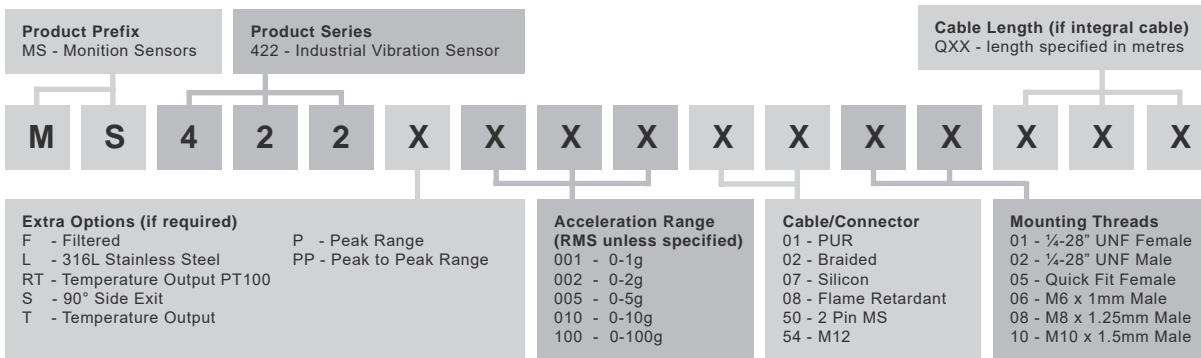 Product Prefix
MS - Monition Sensors
Product Series
422 - Industrial Vibration Sensor
Cable Length (if integral cable)
QXX - length specified in metres
M S 4 2 2 X X X X X X X X X X X
Extra Options (if required)
F - Filtered
L - 316L Stainless Steel
RT - Temperature Output PT100
S - 90° Side Exit
T - Temperature Output
P - Peak Range
PP - Peak to Peak Range
Acceleration Range
(RMS unless specified)
001 - 0-1g
002 - 0-2g
005 - 0-5g
010 - 0-10g
100 - 0-100g
Cable/Connector
01 - PUR
02 - Braided
07 - Silicon
08 - Flame Retardant
50 - 2 Pin MS
54 - M12
Mounting Threads
01 - ¼-28” UNF Female
02 - ¼-28” UNF Male
05 - Quick Fit Female
06 - M6 x 1mm Male
08 - M8 x 1.25mm Male
10 - M10 x 1.5mm Male